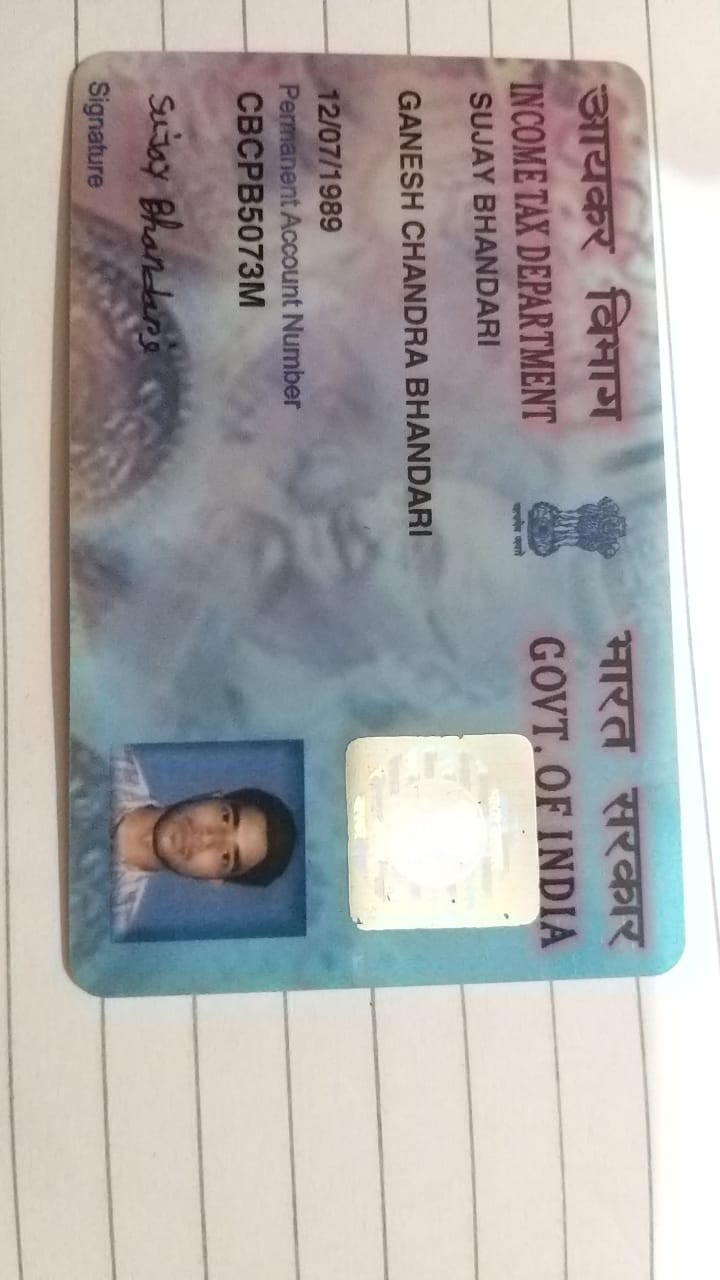 आयकर विभाग
INCOME TAX DEPARTMENT
भारत सरकार
GOVT. OF INDIA
सत्यमेव जयते
SUJAY BHANDARI
GANESH CHANDRA BHANDARI
12/07/1989
Permanent Account Number
CBCPB5073M
Sujay Bhandari
Signature